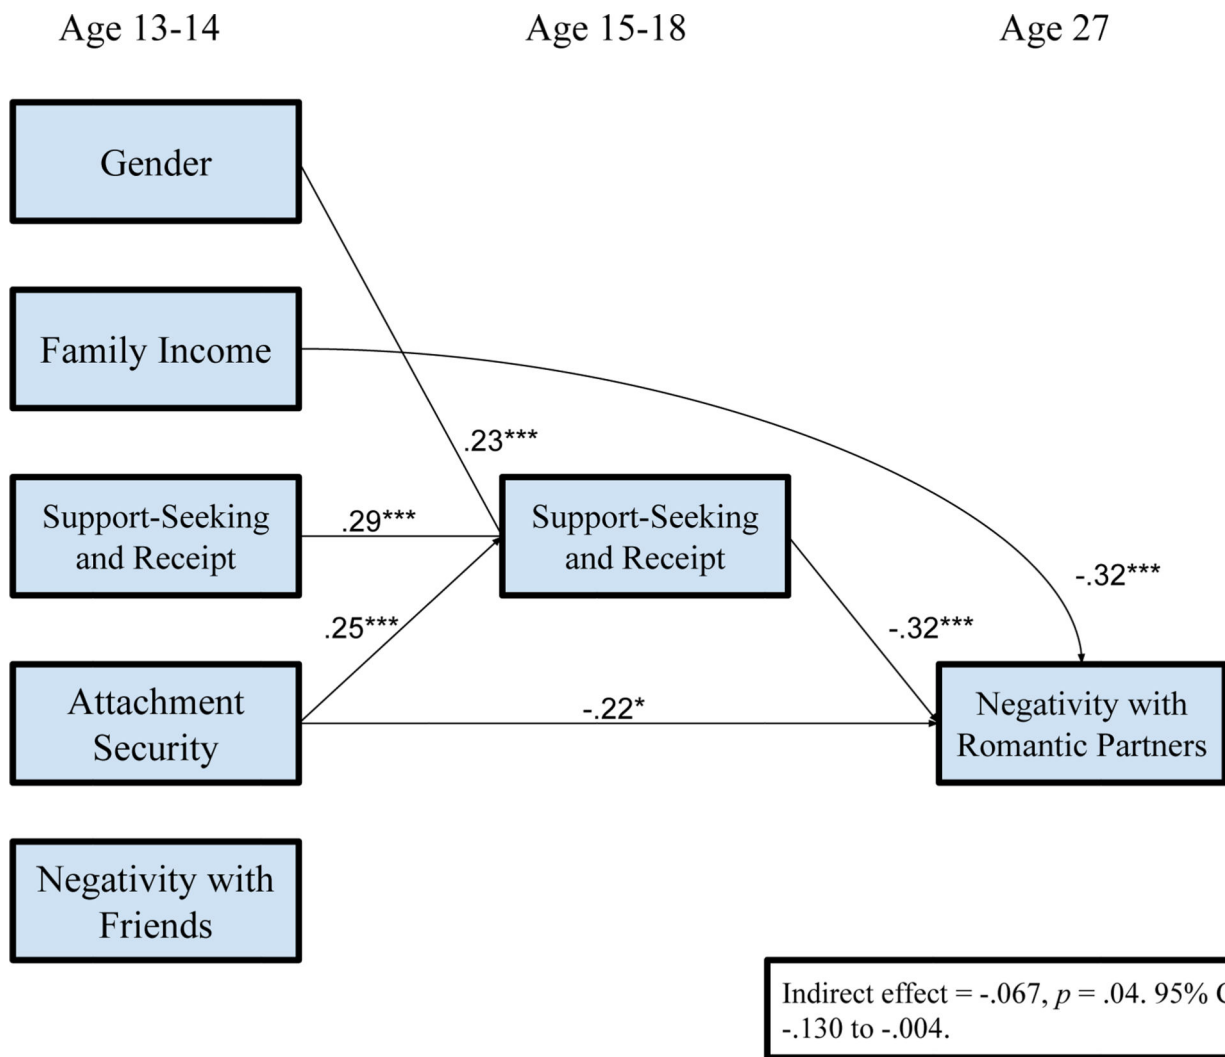 Age 13-14
Age 15-18
Age 27
Gender
Family Income
.23***
Support-Seeking
and Receipt
.29***
Support-Seeking
and Receipt
-.32***
.25***
-.32***
Attachment
Security
-.22*
Negativity with
Romantic Partners
Negativity with
Friends
Indirect effect = -.067, p = .04. 95%
-.130 to -.004.